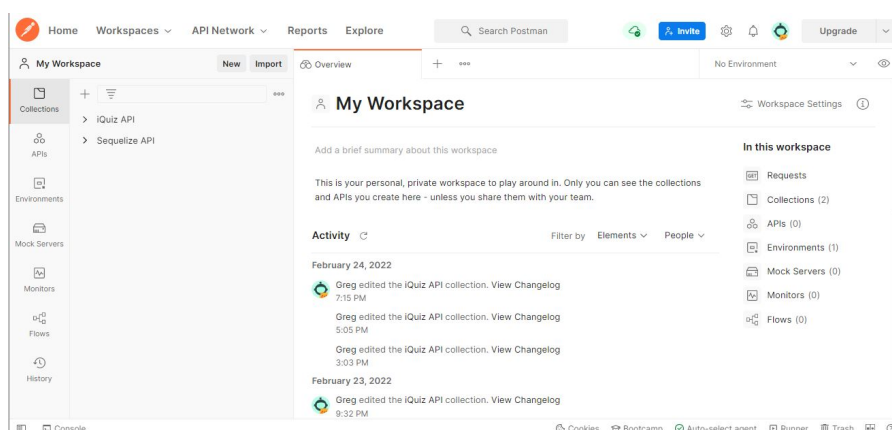 Home Workspaces API Network Reports Explore Search Postman Invite Upgrade
My Workspace New Import Overview No Environment
Collections
iQuiz API
Sequelize API
APIs
Environments
Mock Servers
Monitors
Flows
History
My Workspace
Add a brief summary about this workspace
This is your personal, private workspace to play around in. Only you can see the collections
and APIs you create here - unless you share them with your team.
Activity Filter by Elements People
February 24, 2022
Greg edited the iQuiz API collection. View Changelog
7:15 PM
Greg edited the iQuiz API collection. View Changelog
5:05 PM
Greg edited the iQuiz API collection. View Changelog
3:03 PM
February 23, 2022
Greg edited the iQuiz API collection. View Changelog
9:32 PM
Workspace Settings
In this workspace
GET Requests
Collections (2)
APIs (0)
Environments (1)
Mock Servers (0)
Monitors (0)
Flows (0)
Console Cookies Bootcamp Auto-select agent Runner Trash